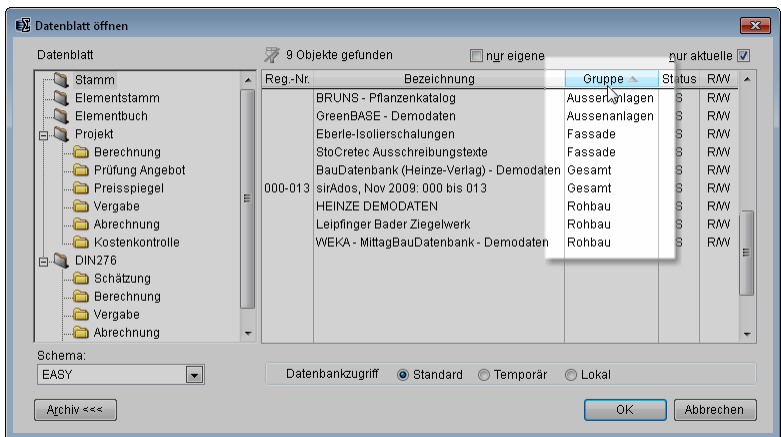 Datenblatt öffnen
Datenblatt
9 Objekte gefunden
nur eigene
nur aktuelle
Stamm
Elementstamm
Elementbuch
Projekt
Berechnung
Prüfung Angebot
Preisspiegel
Vergabe
Abrechnung
Kostenkontrolle
DIN276
Schätzung
Berechnung
Vergabe
Abrechnung
Reg.-Nr. Bezeichnung Gruppe Status R/W
BRUNS - Pflanzenkatalog Aussenanlagen S R/W
GreenBASE - Demodaten Aussenanlagen S R/W
Eberle-Isolierschalungen Fassade S R/W
StoCretec Ausschreibungstexte Fassade S R/W
BauDatenbank (Heinze-Verlag) - Demodaten Gesamt S R/W
000-013 sirAdos, Nov 2009: 000 bis 013 Gesamt S R/W
HEINZE DEMODATEN Rohbau S R/W
Leipfinger Bader Ziegelwerk Rohbau S R/W
WEKA - MittagBauDatenbank - Demodaten Rohbau S R/W
Schema:
EASY
Datenbankzugriff Standard Temporär Lokal
Archiv <<<
OK
Abbrechen